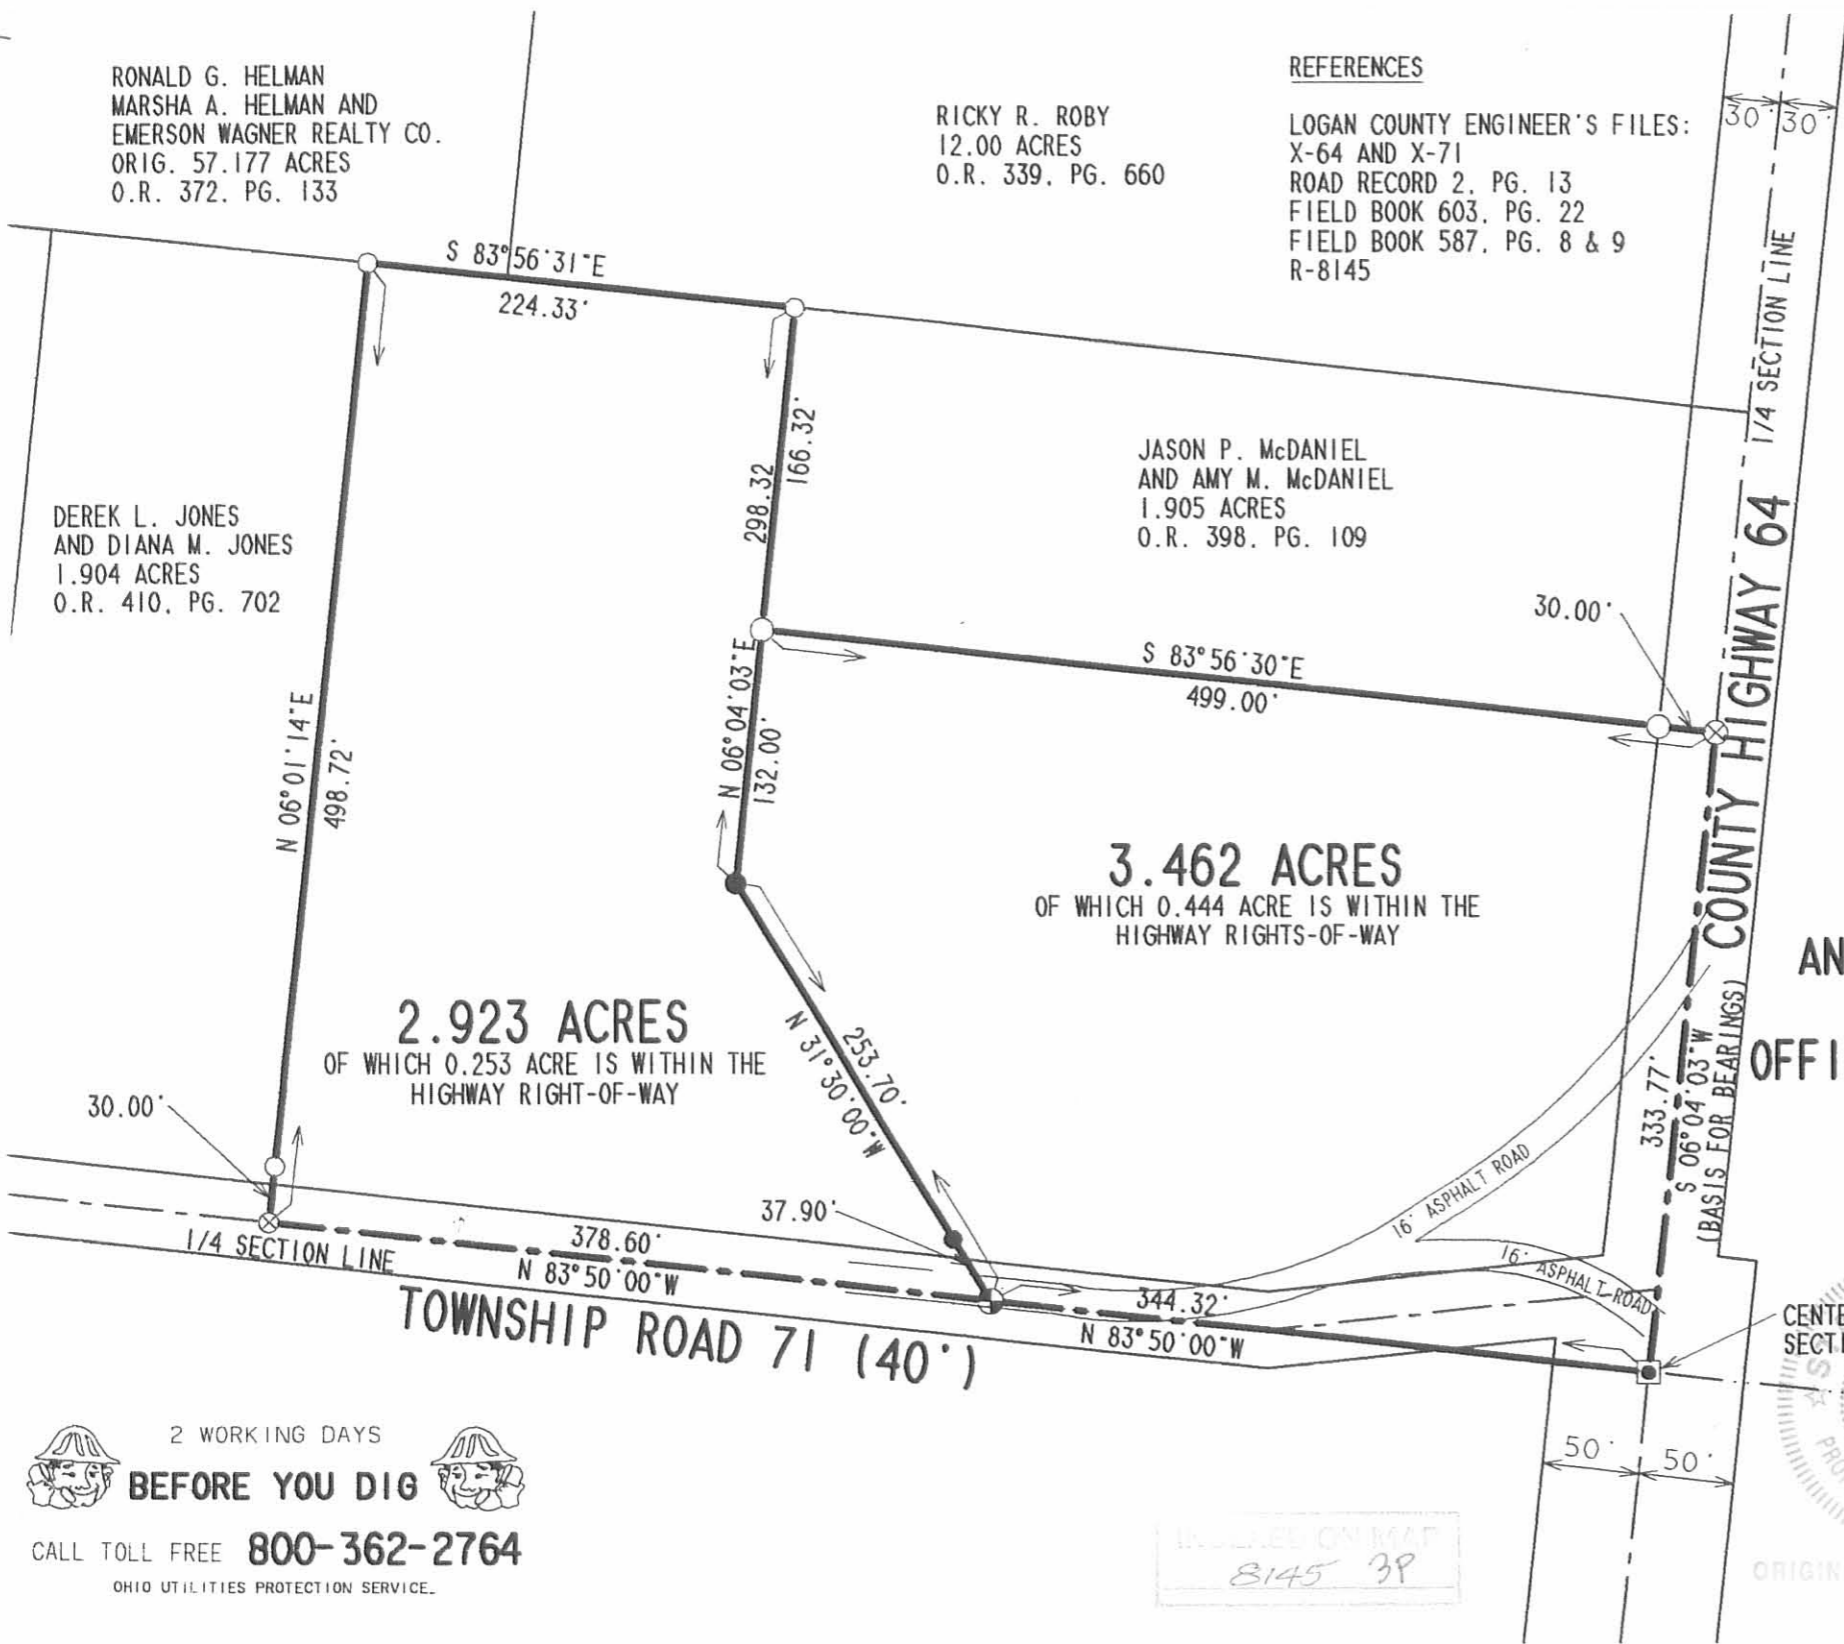 RONALD G. HELMAN
MARSHA A. HELMAN AND
EMERSON WAGNER REALTY CO.
ORIG. 57.177 ACRES
O.R. 372, PG. 133
RICKY R. ROBY
12.00 ACRES
O.R. 339, PG. 660
REFERENCES
LOGAN COUNTY ENGINEER'S FILES:
X-64 AND X-71
ROAD RECORD 2, PG. 13
FIELD BOOK 603, PG. 22
FIELD BOOK 587, PG. 8 & 9
R-8145
30'
30'
1/4 SECTION LINE
COUNTY HIGHWAY 64
S 83°56'31"E
224.33'
166.32'
298.32
JASON P. McDANIEL
AND AMY M. McDANIEL
1.905 ACRES
O.R. 398, PG. 109
DEREK L. JONES
AND DIANA M. JONES
1.904 ACRES
O.R. 410, PG. 702
30.00'
S 83°56'30"E
499.00'
N 06°01'14"E
498.72'
N 06°04'03"E
132.00'
3.462 ACRES
OF WHICH 0.444 ACRE IS WITHIN THE
HIGHWAY RIGHTS-OF-WAY
2.923 ACRES
OF WHICH 0.253 ACRE IS WITHIN THE
HIGHWAY RIGHT-OF-WAY
253.70'
N 31°30'00"W
AN
OFFI
333.77'
S 06°04'03"W
(BASIS FOR BEARINGS)
30.00'
37.90'
16' ASPHALT ROAD
16' ASPHALT ROAD
1/4 SECTION LINE
378.60'
N 83°50'00"W
344.32'
N 83°50'00"W
TOWNSHIP ROAD 71 (40')
CENTE
SECTI
50'
50'
2 WORKING DAYS
BEFORE YOU DIG
CALL TOLL FREE 800-362-2764
OHIO UTILITIES PROTECTION SERVICE.
ON MAP
8145 3P
ORIGIN